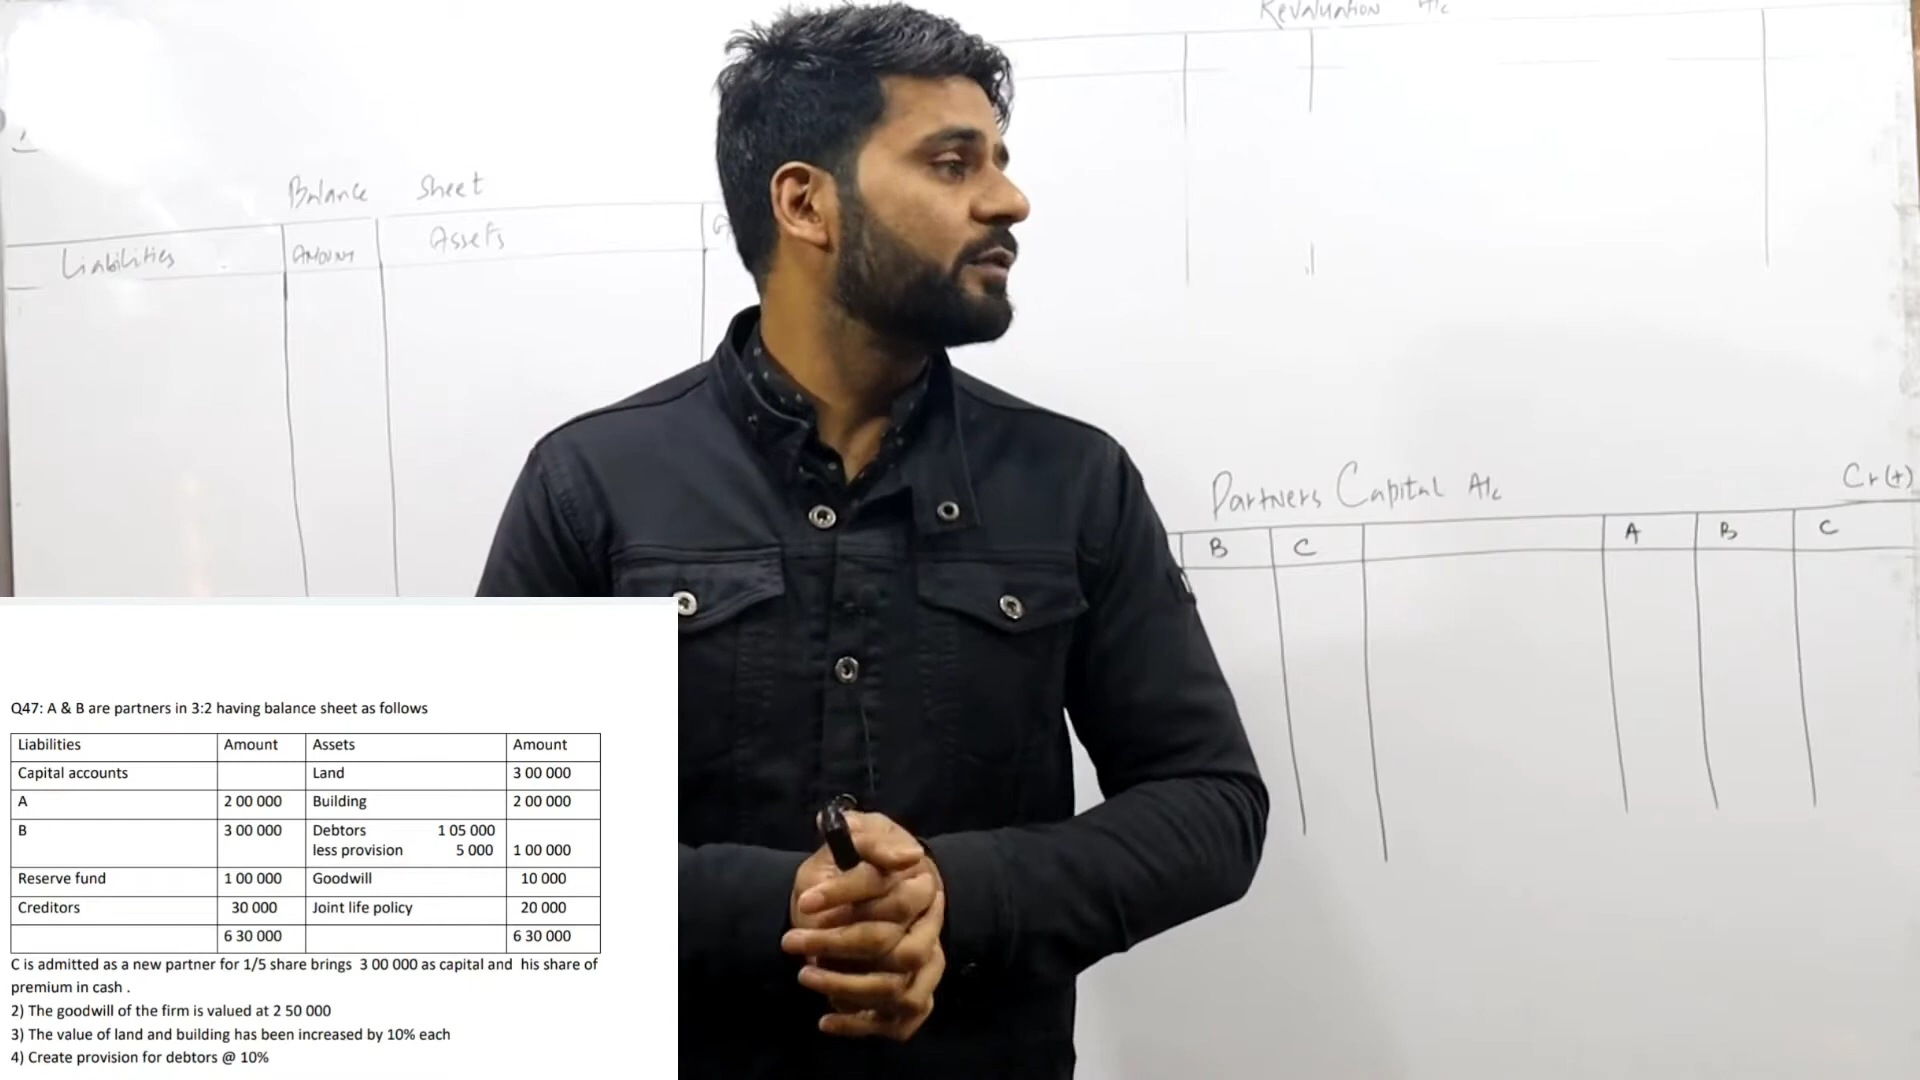 Revaluation A/c
Balance Sheet
Liabilities AMOUNT Assets
Partners Capital A/c Cr(+)
B C A B C
Q47: A & B are partners in 3:2 having balance sheet as follows
Liabilities Amount Assets Amount
Capital accounts Land 3 00 000
A 2 00 000 Building 2 00 000
B 3 00 000 Debtors 1 05 000
less provision 5 000 1 00 000
Reserve fund 1 00 000 Goodwill 10 000
Creditors 30 000 Joint life policy 20 000
6 30 000 6 30 000
C is admitted as a new partner for 1/5 share brings 3 00 000 as capital and his share of
premium in cash .
2) The goodwill of the firm is valued at 2 50 000
3) The value of land and building has been increased by 10% each
4) Create provision for debtors @ 10%